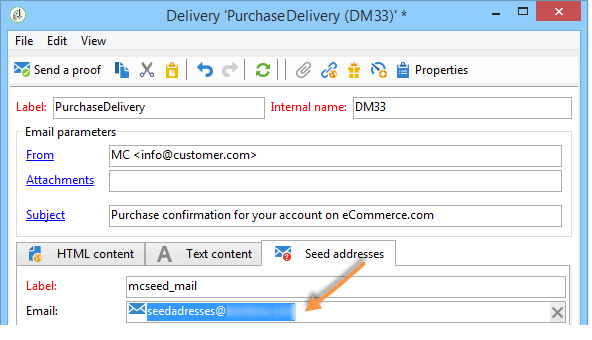 Delivery 'PurchaseDelivery (DM33)' *
File Edit View
Send a proof Properties
Label: PurchaseDelivery Internal name: DM33
Email parameters
From MC <info@customer.com>
Attachments
Subject Purchase confirmation for your account on eCommerce.com
HTML content A Text content Seed addresses
Label: mcseed_mail
Email: seedadresses@